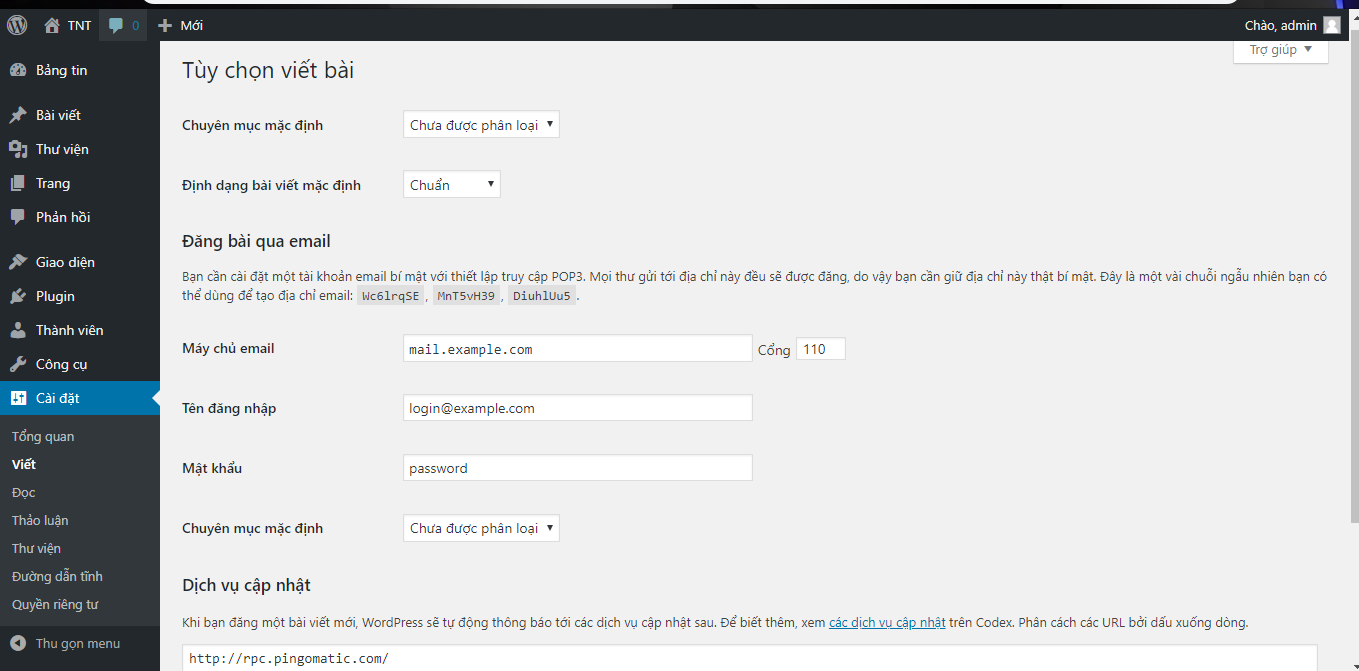 TNT 0 Mới Chào, admin
Trợ giúp
Bảng tin
Bài viết
Thư viện
Trang
Phản hồi
Giao diện
Plugin
Thành viên
Công cụ
Cài đặt
Tổng quan
Viết
Đọc
Thảo luận
Thư viện
Đường dẫn tĩnh
Quyền riêng tư
Thu gọn menu
Tùy chọn viết bài
Chuyên mục mặc định Chưa được phân loại
Định dạng bài viết mặc định Chuẩn
Đăng bài qua email
Bạn cần cài đặt một tài khoản email bí mật với thiết lập truy cập POP3. Mọi thư gửi tới địa chỉ này đều sẽ được đăng, do vậy bạn cần giữ địa chỉ này thật bí mật. Đây là một vài chuỗi ngẫu nhiên bạn có
thể dùng để tạo địa chỉ email: Wc6lrqSE , MnT5vH39 , DiuhlUu5 .
Máy chủ email mail.example.com Cổng 110
Tên đăng nhập login@example.com
Mật khẩu password
Chuyên mục mặc định Chưa được phân loại
Dịch vụ cập nhật
Khi bạn đăng một bài viết mới, WordPress sẽ tự động thông báo tới các dịch vụ cập nhật sau. Để biết thêm, xem các dịch vụ cập nhật trên Codex. Phân cách các URL bởi dấu xuống dòng.
http://rpc.pingomatic.com/